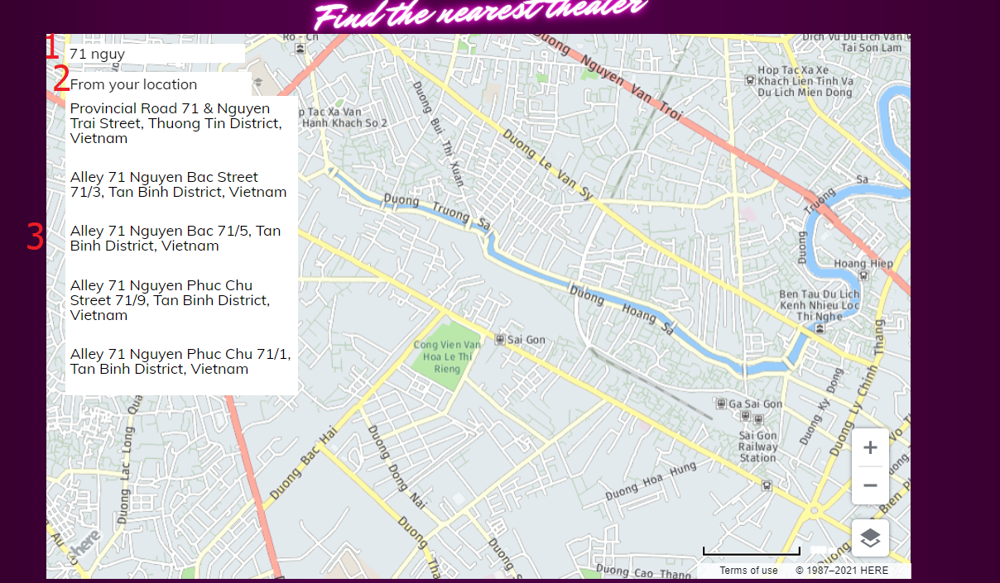 Find the nearest theater
1
71 nguy
2
From your location
Provincial Road 71 & Nguyen
Trai Street, Thuong Tin District,
Vietnam
Alley 71 Nguyen Bac Street
71/3, Tan Binh District, Vietnam
3
Alley 71 Nguyen Bac 71/5, Tan
Binh District, Vietnam
Alley 71 Nguyen Phuc Chu
Street 71/9, Tan Binh District,
Vietnam
Alley 71 Nguyen Phuc Chu 71/1,
Tan Binh District, Vietnam
Ro - Ch
p Tac Xa Van
Hanh Khach So 2
Duong Bui Thi Xuan
Duong Nguyen Van Troi
Dich Vu Du Lich Van
Tai Son Lam
Hop Tac Xa Xe
Khach Lien Tinh Va
Du Lich Mien Dong
Duong Le Van Sy
Duong Truong Sa
Duong Truong Sa
Hoang Hiep
Ben Tau Du Lich
Kenh Nhieu Loc
Thi Nghe
Duong Hoang Sa
Cong Vien Van
Hoa Le Thi
Rieng
Sai Gon
Ga Sai Gon
Sai Gon
Railway
Station
Duong Ky Dong
Duong Ly Chinh Thang
Vo T
uong
Duong Bien P
Duong Lac Long Qua
Duong Bac Hai
Duong Dong Nai
Duong Hoa Hung
Au
here
Duong Tha
Duong
Duong Cao Thang
D
+
−
Terms of use
© 1987–2021 HERE